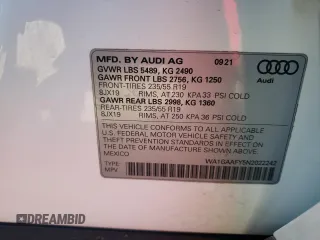 MFD. BY AUDI AG 0921
GVWR LBS 5489, KG 2490
GAWR FRONT LBS 2756, KG 1250
FRONT-TIRES 235/55 R19
8JX19 RIMS, AT 230 KPA 33 PSI COLD
GAWR REAR LBS 2998, KG 1360
REAR-TIRES 235/55 R19
8JX19 RIMS, AT 250 KPA 36 PSI COLD
THIS VEHICLE CONFORMS TO ALL APPLICABLE
U.S. FEDERAL MOTOR VEHICLE SAFETY AND
THEFT PREVENTION STANDARDS IN EFFECT ON
THE DATE OF MANUFACTURE SHOWN ABOVE.
MEXICO
Audi
TYPE
MPV
WA1GAAFY5N2022242
DREAMBID